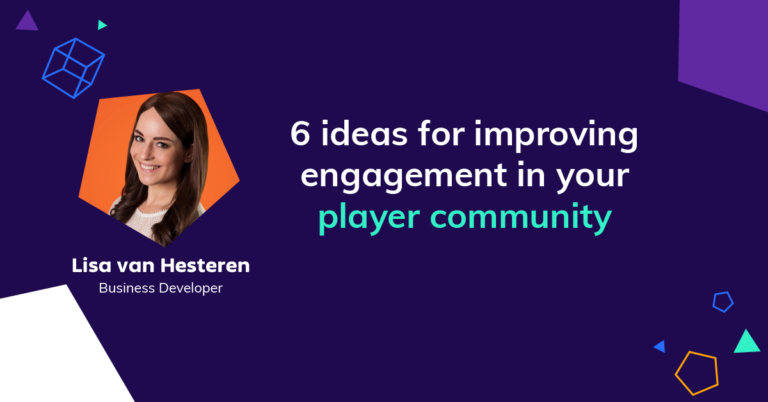 6 ideas for improving
engagement in your
player community
Lisa van Hesteren
Business Developer